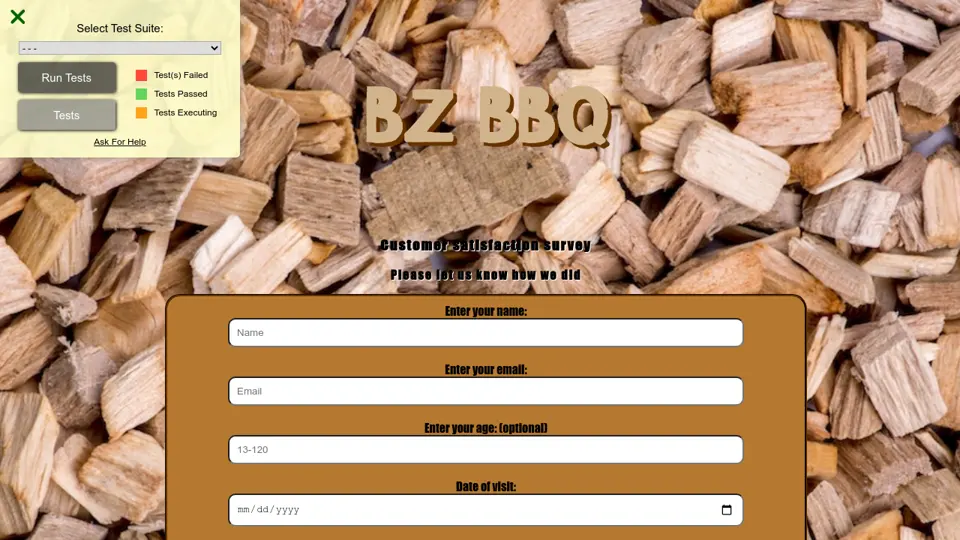 Select Test Suite:
- - -
Run Tests
Test(s) Failed
Tests Passed
Tests
Tests Executing
Ask For Help
BZ BBQ
Customer satisfaction survey
Please let us know how we did
Enter your name:
Name
Enter your email:
Email
Enter your age: (optional)
13-120
Date of visit:
mm/dd/yyyy